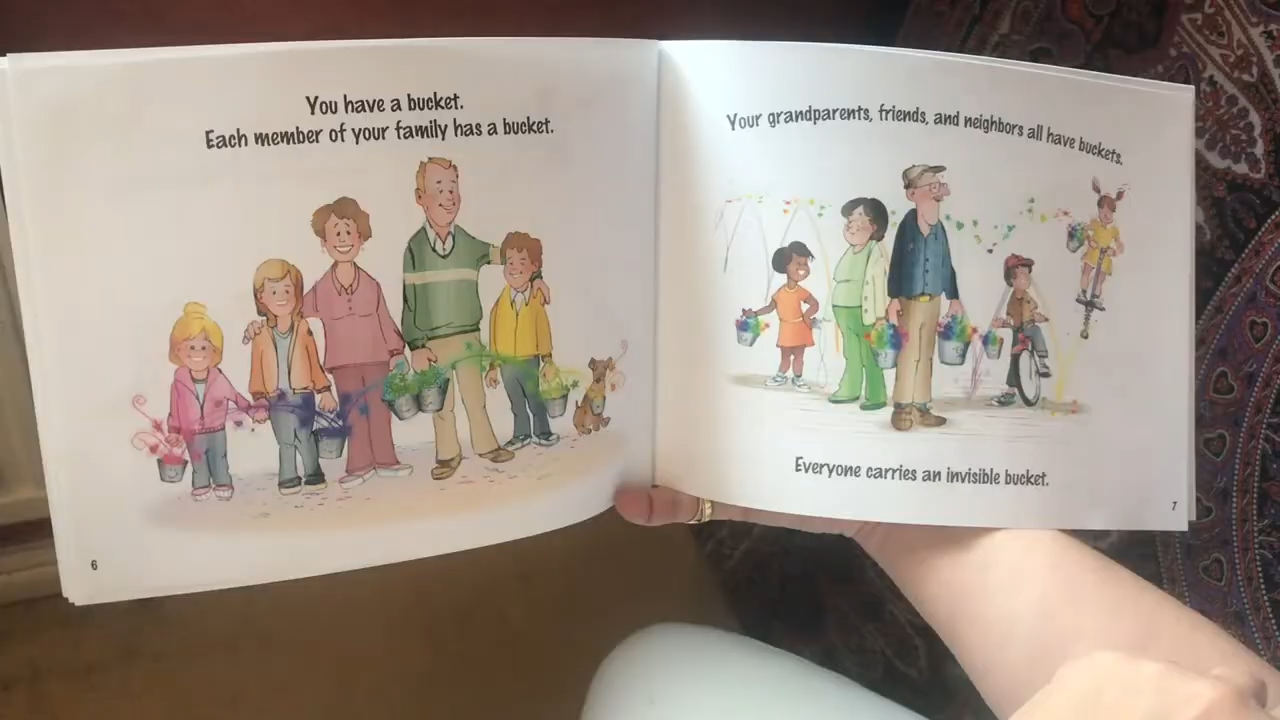 You have a bucket.
Each member of your family has a bucket.
6
Your grandparents, friends, and neighbors all have buckets.
Everyone carries an invisible bucket.
7